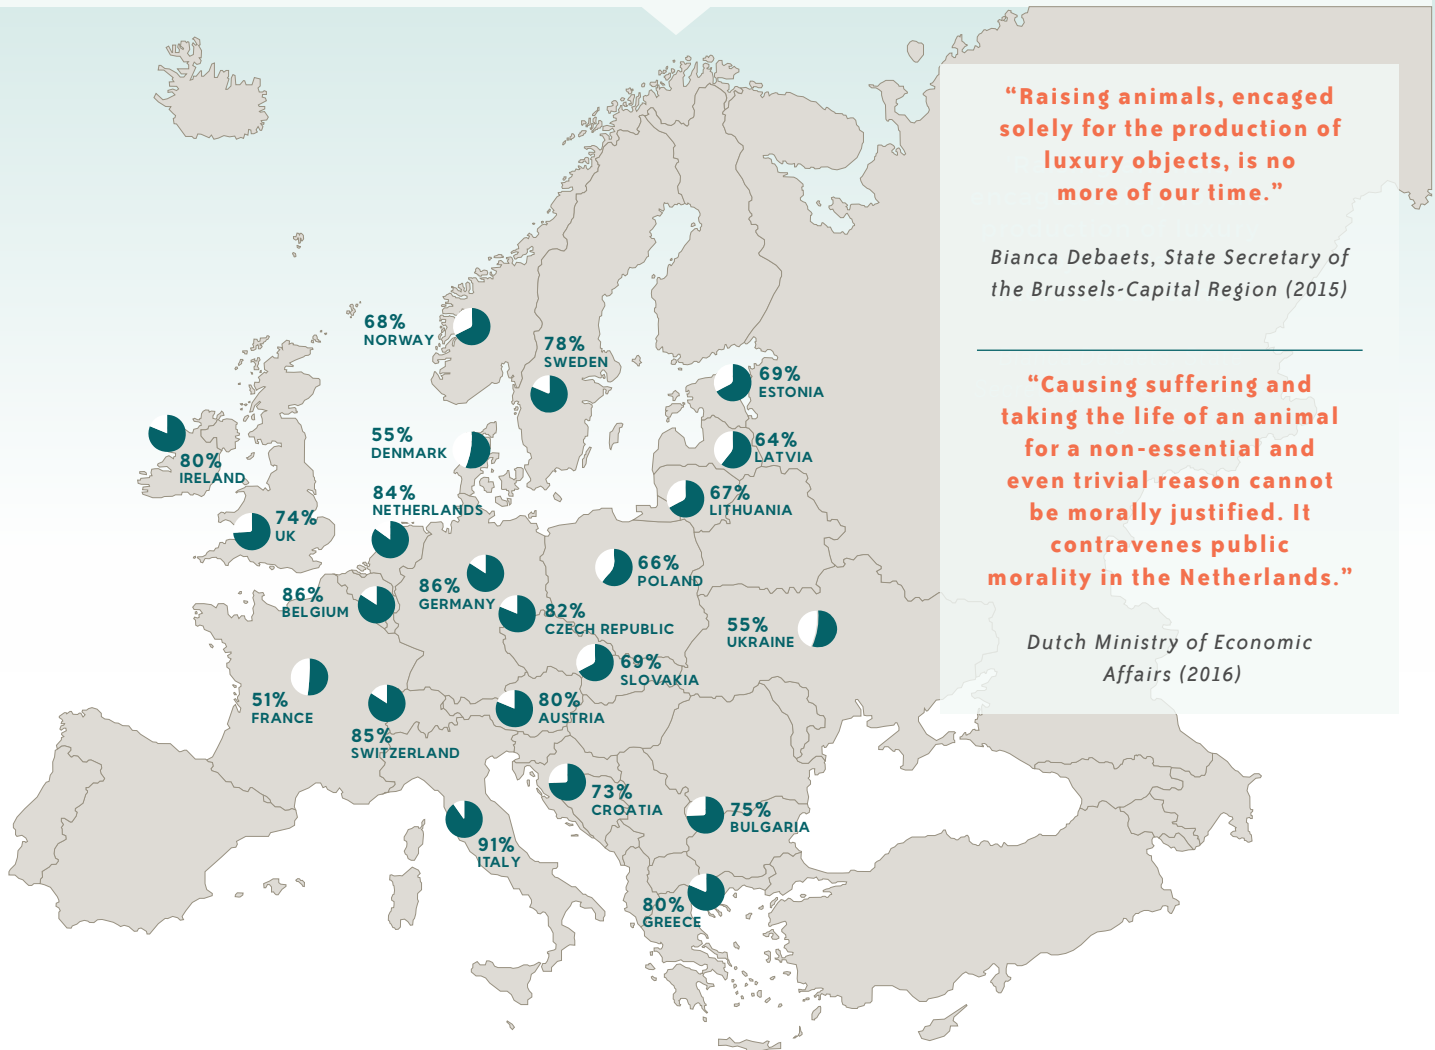 “Raising animals, encaged
solely for the production of
luxury objects, is no
more of our time.”
Bianca Debaets, State Secretary of
the Brussels-Capital Region (2015)
“Causing suffering and
taking the life of an animal
for a non-essential and
even trivial reason cannot
be morally justified. It
contravenes public
morality in the Netherlands.”
Dutch Ministry of Economic
Affairs (2016)
68%
NORWAY
78%
SWEDEN
69%
ESTONIA
55%
DENMARK
64%
LATVIA
80%
IRELAND
84%
NETHERLANDS
67%
LITHUANIA
74%
UK
66%
POLAND
86%
BELGIUM
86%
GERMANY
82%
CZECH REPUBLIC
55%
UKRAINE
69%
SLOVAKIA
51%
FRANCE
80%
AUSTRIA
85%
SWITZERLAND
73%
CROATIA
75%
BULGARIA
91%
ITALY
80%
GREECE